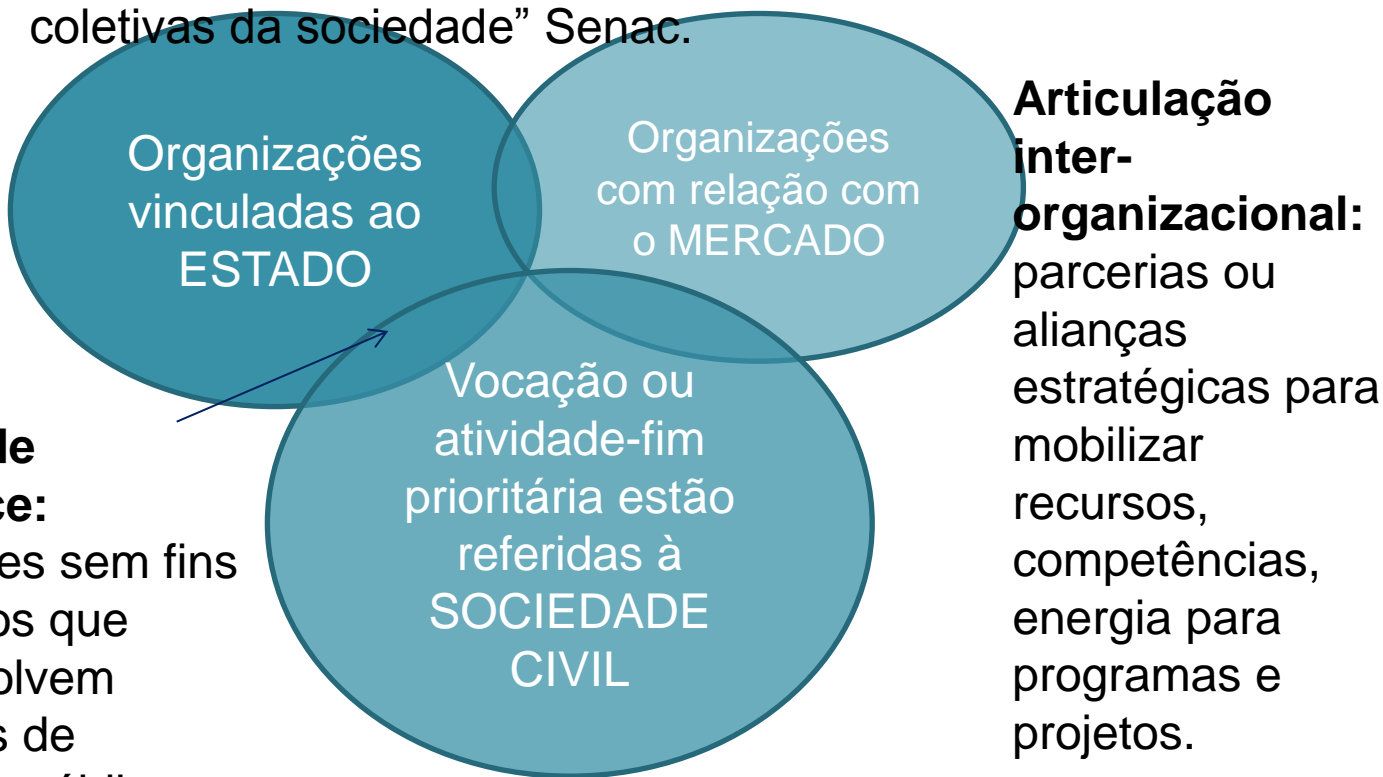 coletivas da sociedade” Senac.
Organizações
vinculadas ao
ESTADO
Organizações
com relação com
o MERCADO
Vocação ou
atividade-fim
prioritária estão
referidas à
SOCIEDADE
CIVIL
Articulação
inter-
organizacional:
parcerias ou
alianças
estratégicas para
mobilizar
recursos,
competências,
energia para
programas e
projetos.
de
ce:
es sem fins
os que
olvem
s de